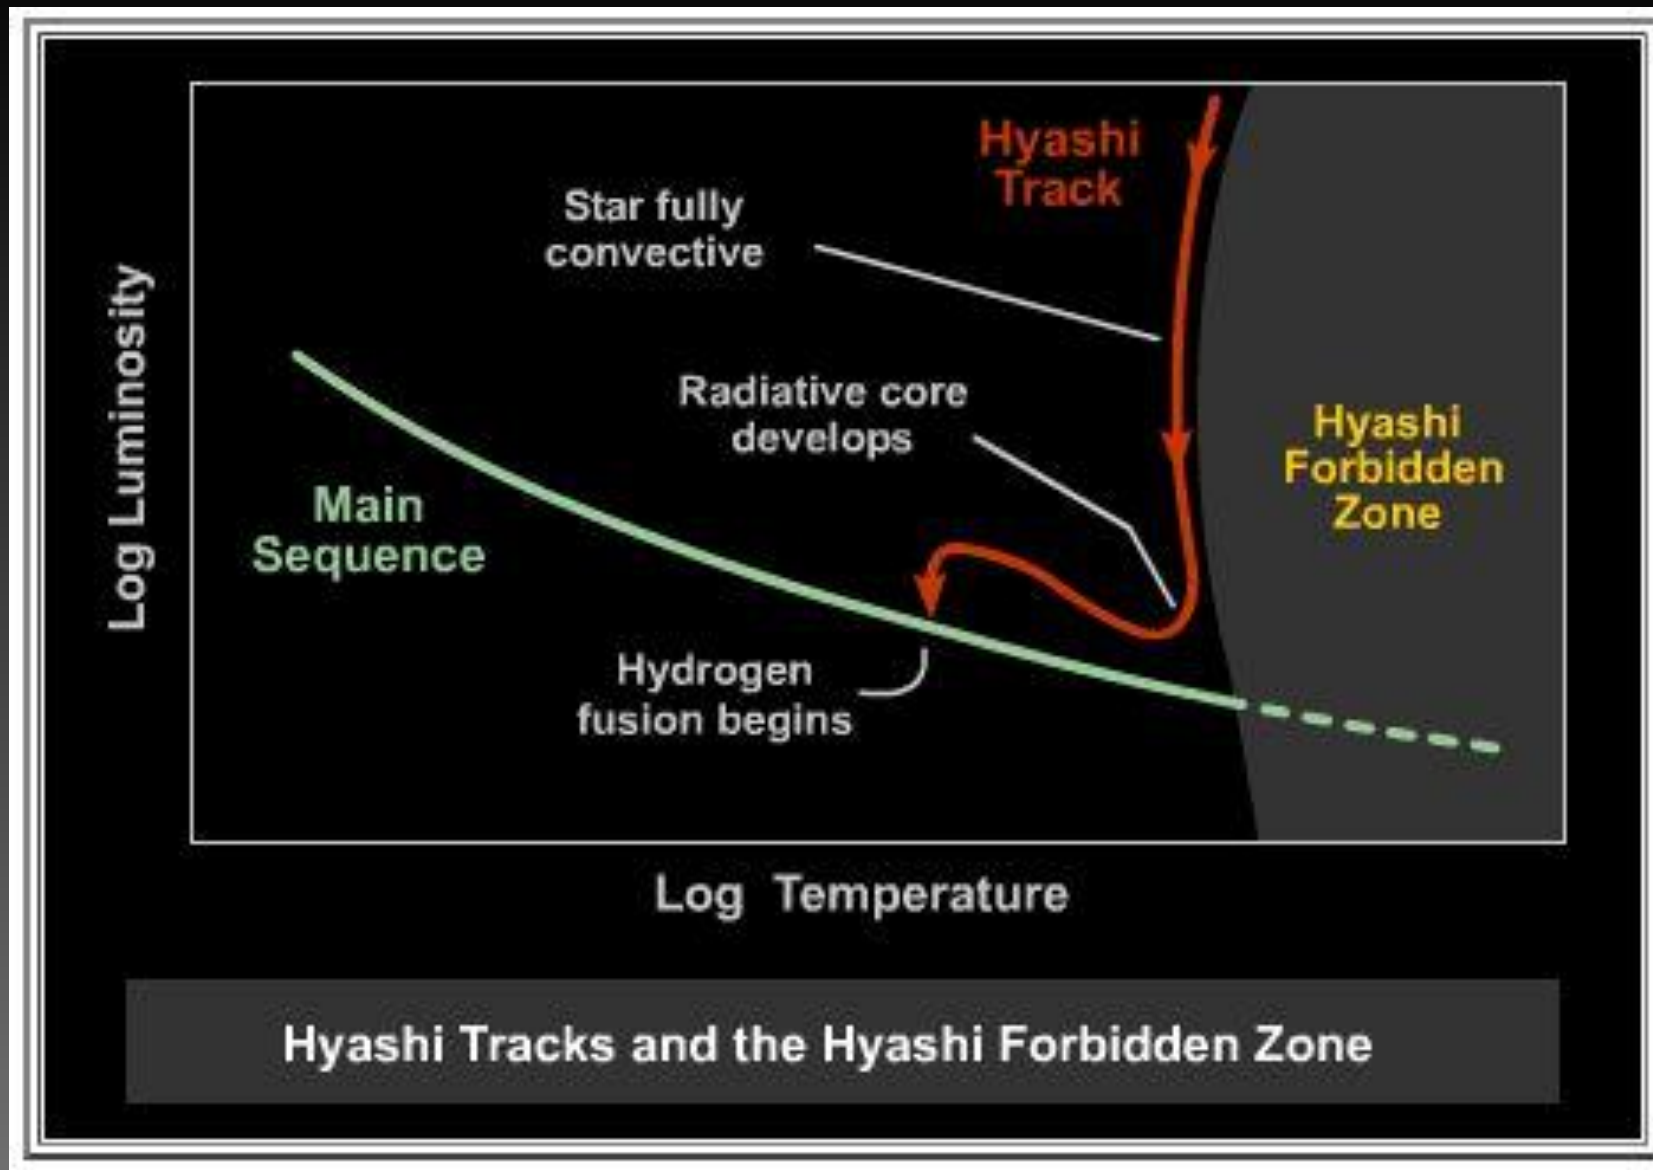 Hyashi
Track
Star fully
convective
Radiative core
develops
Hyashi
Forbidden
Zone
Main
Sequence
Hydrogen
fusion begins
Log Luminosity
Log Temperature
Hyashi Tracks and the Hyashi Forbidden Zone